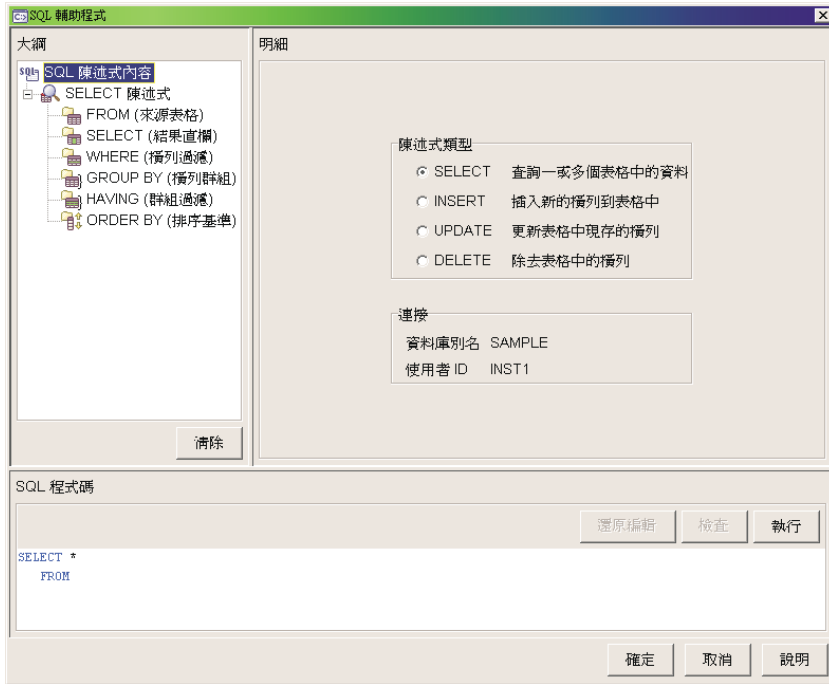 SQL 輔助程式
大綱
SQL 陳述式內容
SELECT 陳述式
FROM (來源表格)
SELECT (結果直欄)
WHERE (橫列過濾)
GROUP BY (橫列群組)
HAVING (群組過濾)
ORDER BY (排序基準)
清除
明細
陳述式類型
SELECT 查詢一或多個表格中的資料
INSERT 插入新的橫列到表格中
UPDATE 更新表格中現存的橫列
DELETE 除去表格中的橫列
連接
資料庫別名 SAMPLE
使用者 ID INST1
SQL 程式碼
還原編輯 檢查 執行
SELECT *
FROM
確定 取消 說明